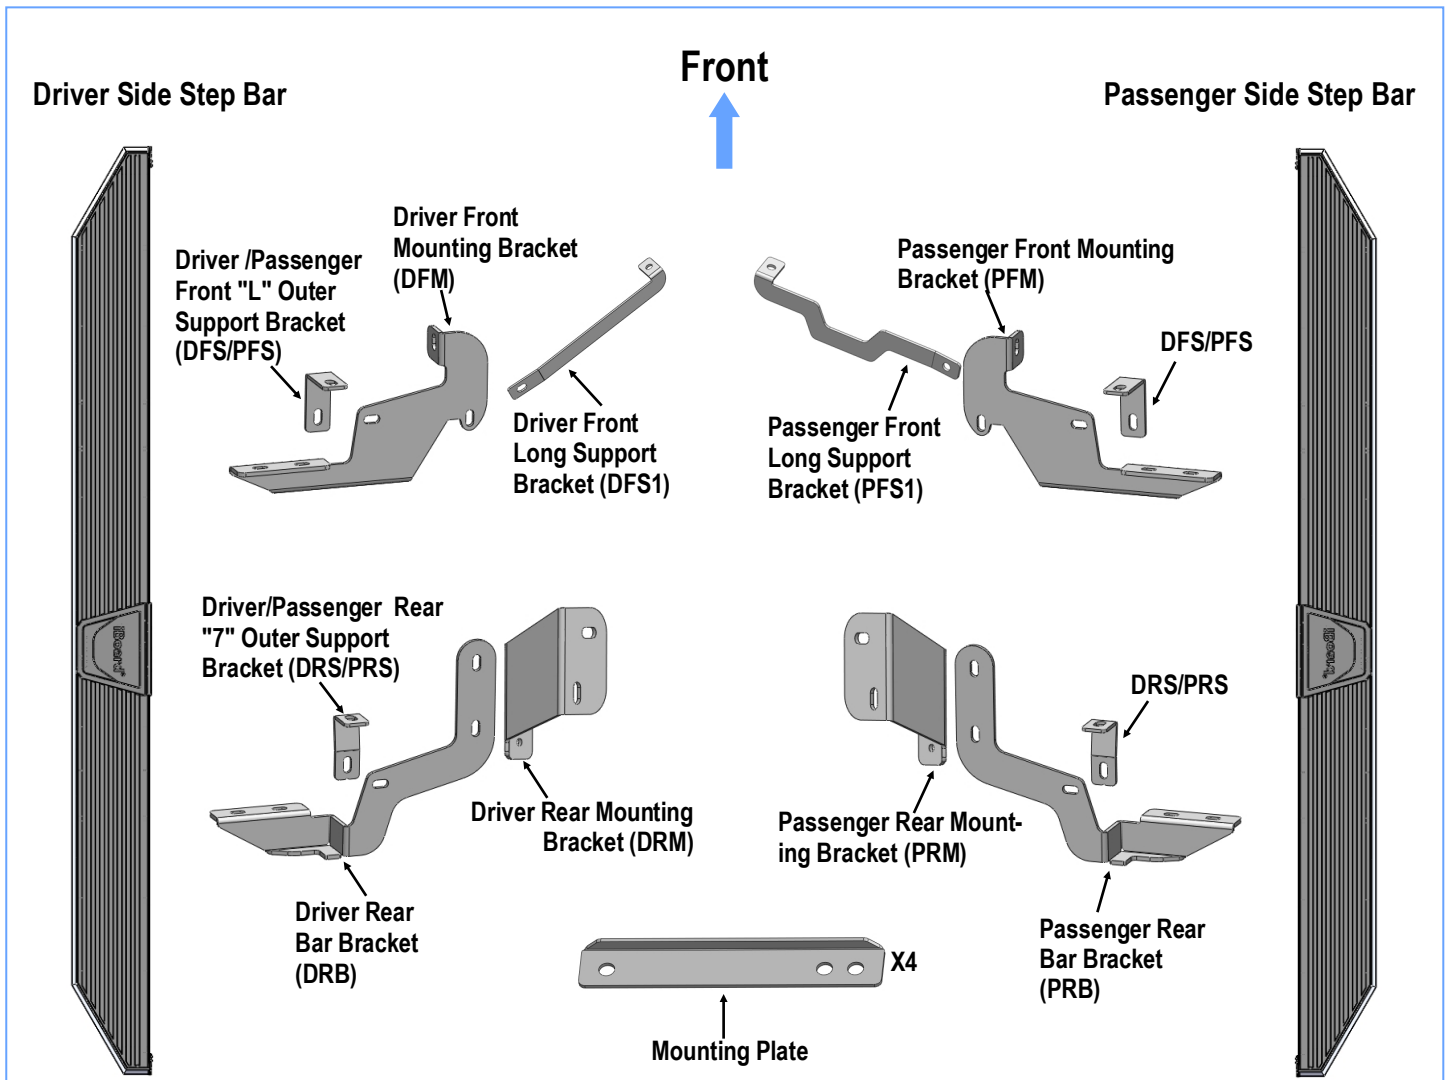 Front
Driver Side Step Bar
Passenger Side Step Bar
Driver Front
Mounting Bracket
(DFM)
Driver /Passenger
Front "L" Outer
Support Bracket
(DFS/PFS)
Passenger Front Mounting
Bracket (PFM)
DFS/PFS
Driver Front
Long Support
Bracket (DFS1)
Passenger Front
Long Support
Bracket (PFS1)
Driver/Passenger Rear
"7" Outer Support
Bracket (DRS/PRS)
iBoard
iBoard
DRS/PRS
Driver Rear Mounting
Bracket (DRM)
Passenger Rear Mount-
ing Bracket (PRM)
Driver Rear
Bar Bracket
(DRB)
Passenger Rear
Bar Bracket
(PRB)
X4
Mounting Plate